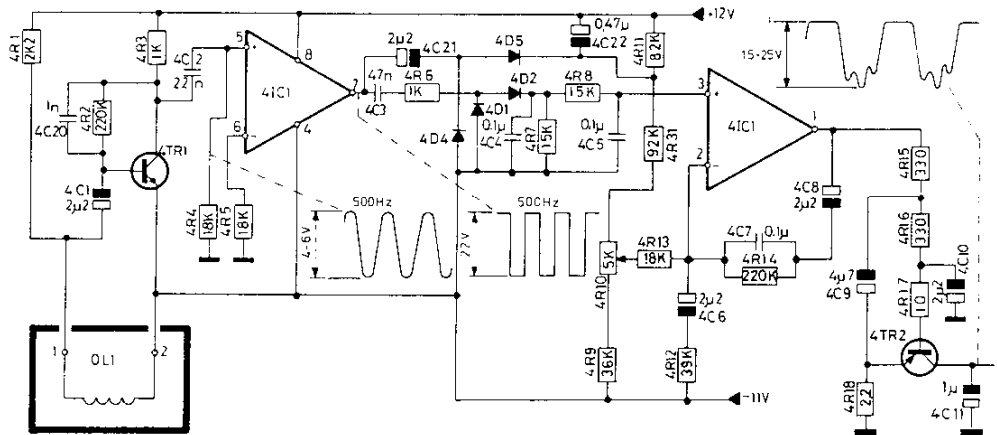 4R1
2K2
4R3
1K
4C2
22n
1n
4C20
4R2
220K
4TR1
4C1
2µ2
5
+
6
-
4IC1
8
4
7
+12V
2µ2
4C21
47n
4C3
4R6
1K
4D5
4D2
4D1
4D4
0,1µ
4C4
4R7
15K
4R8
15K
0,1µ
4C5
0,47µ
4C22
4R11
82K
92K
4R31
3
+
2
-
4IC1
1
15-25V
4R4
18K
4R5
18K
500Hz
4-6V
500Hz
22V
5K
4R10
4R13
18K
4C7
0.1µ
4R14
220K
4C8
2µ2
2µ2
4C6
4R9
36K
4R12
39K
-11V
4R15
330
4R16
330
4µ7
4C9
4R17
10
4C10
2µ2
4TR2
4R18
2,2
1µ
4C11
1
OL1
2